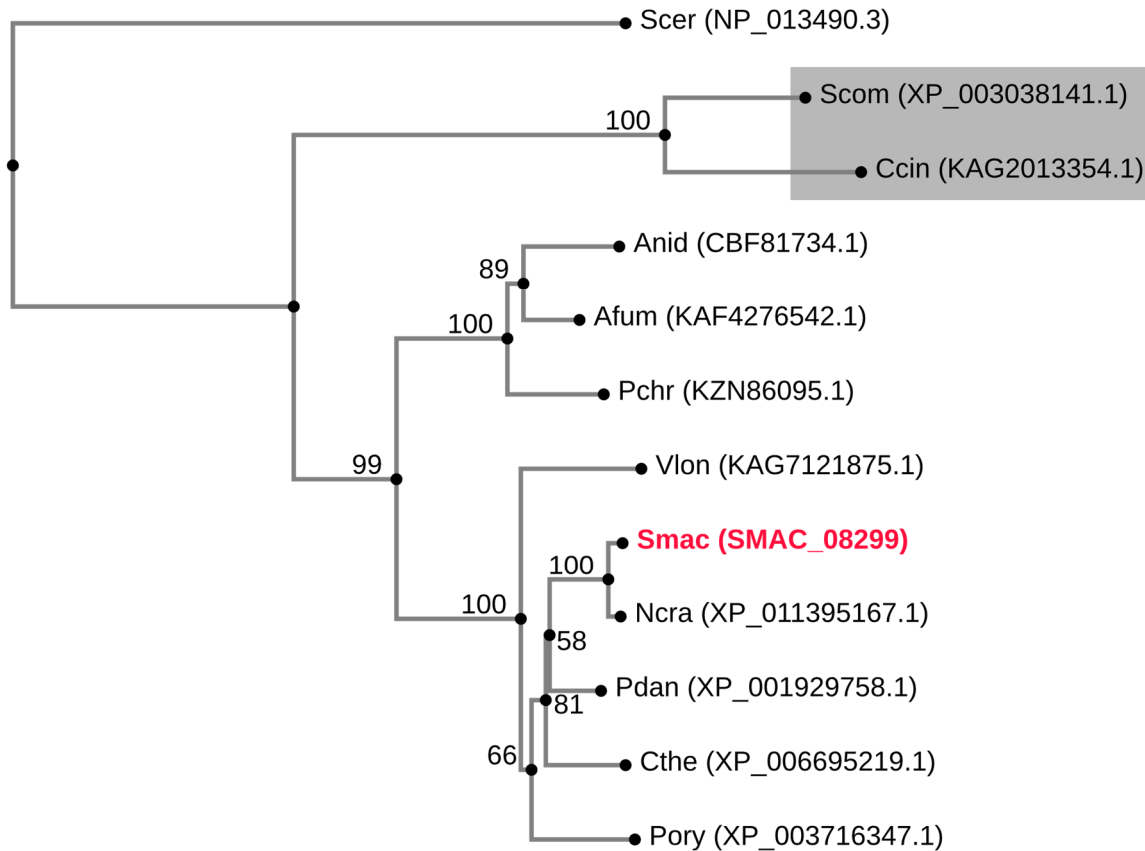 Scer (NP_013490.3)
Scom (XP_003038141.1)
100
Ccin (KAG2013354.1)
Anid (CBF81734.1)
89
Afum (KAF4276542.1)
100
Pchr (KZN86095.1)
99
Vlon (KAG7121875.1)
Smac (SMAC_08299)
100
100
Ncra (XP_011395167.1)
58
Pdan (XP_001929758.1)
81
66
Cthe (XP_006695219.1)
Pory (XP_003716347.1)